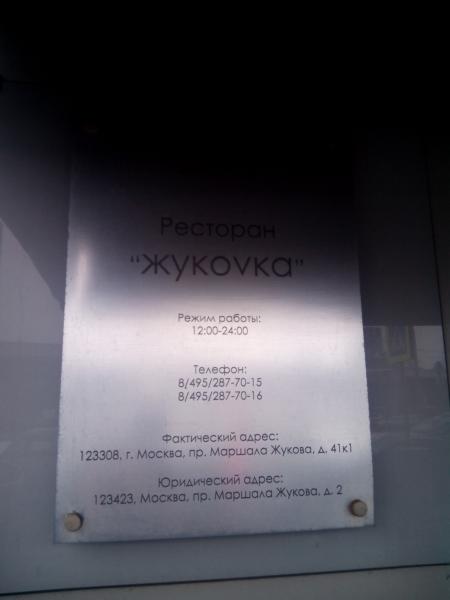 Ресторан
"жукоvка"
Режим работы:
12:00-24:00
Телефон:
8/495/287-70-15
8/495/287-70-16
Фактический адрес:
123308, г. Москва, пр. Маршала Жукова, д. 41к1
Юридический адрес:
123423, Москва, пр. Маршала Жукова, д. 2